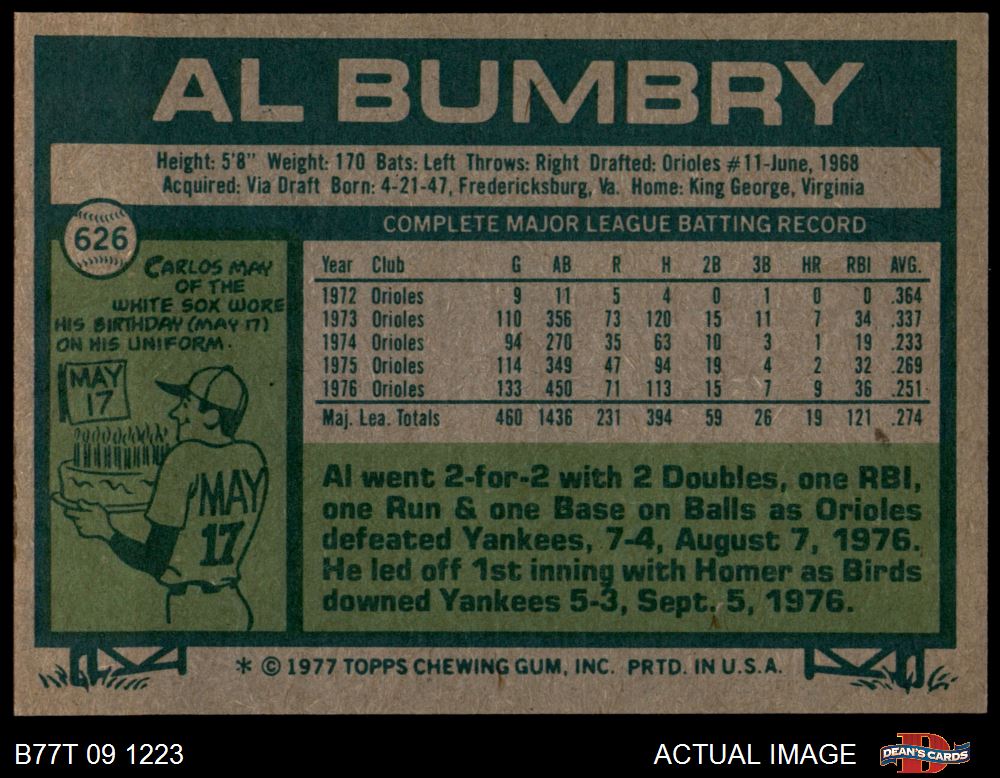 AL BUMBRY
Height: 5'8" Weight: 170 Bats: Left Throws: Right Drafted: Orioles #11-June, 1968
Acquired: Via Draft Born: 4-21-47, Fredericksburg, Va. Home: King George, Virginia
626
CARLOS MAY
OF THE
WHITE SOX WORE
HIS BIRTHDAY (MAY 17)
ON HIS UNIFORM.
MAY
17
MAY
17
COMPLETE MAJOR LEAGUE BATTING RECORD
Year Club G AB R H 2B 3B HR RBI AVG.
1972 Orioles 9 11 5 4 0 1 0 0 .364
1973 Orioles 110 356 73 120 15 11 7 34 .337
1974 Orioles 94 270 35 63 10 3 1 19 .233
1975 Orioles 114 349 47 94 19 4 2 32 .269
1976 Orioles 133 450 71 113 15 7 9 36 .251
Maj. Lea. Totals 460 1436 231 394 59 26 19 121 .274
Al went 2-for-2 with 2 Doubles, one RBI,
one Run & one Base on Balls as Orioles
defeated Yankees, 7-4, August 7, 1976.
He led off 1st inning with Homer as Birds
downed Yankees 5-3, Sept. 5, 1976.
* © 1977 TOPPS CHEWING GUM, INC. PRTD. IN U.S.A.
B77T 09 1223
ACTUAL IMAGE
D
DEAN'S CARDS